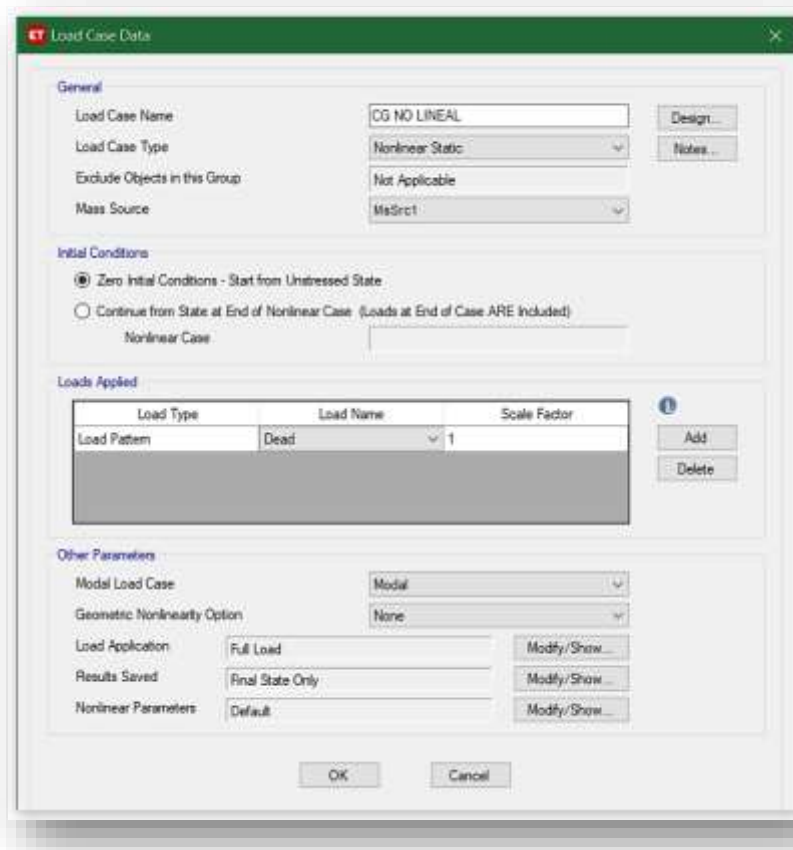 Load Case Data
General
Load Case Name CG NO LINEAL Design...
Load Case Type Nonlinear Static Notes...
Exclude Objects in this Group Not Applicable
Mass Source MsSrc1
Initial Conditions
Zero Initial Conditions - Start from Unstressed State
Continue from State at End of Nonlinear Case (Loads at End of Case ARE Included)
Nonlinear Case
Loads Applied
Load Type Load Name Scale Factor
Load Pattern Dead 1 Add
Delete
Other Parameters
Modal Load Case Modal
Geometric Nonlinearity Option None
Load Application Full Load Modify/Show...
Results Saved Final State Only Modify/Show...
Nonlinear Parameters Default Modify/Show...
OK Cancel